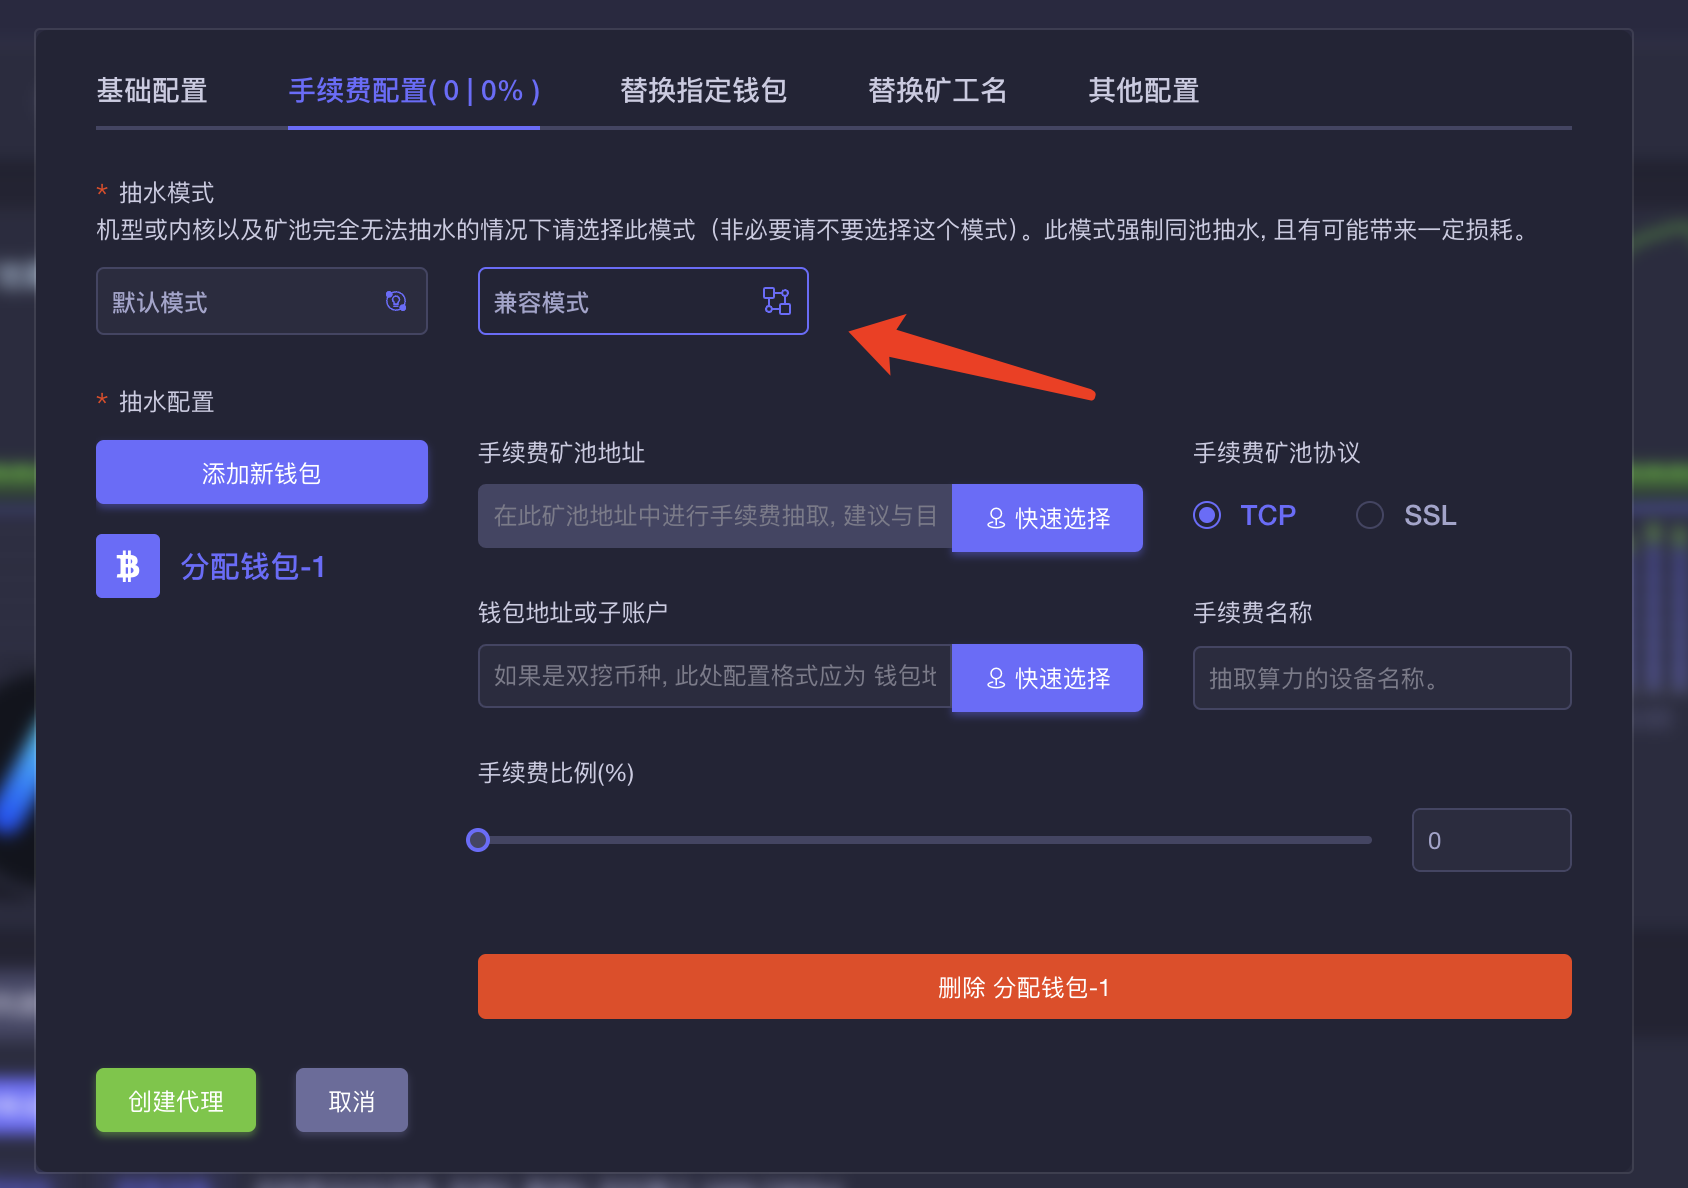 基础配置 手续费配置( 0 | 0% ) 替换指定钱包 替换矿工名 其他配置
* 抽水模式
机型或内核以及矿池完全无法抽水的情况下请选择此模式（非必要请不要选择这个模式）。此模式强制同池抽水, 且有可能带来一定损耗。
默认模式 兼容模式
* 抽水配置
添加新钱包
分配钱包-1
手续费矿池地址
在此矿池地址中进行手续费抽取, 建议与目
快速选择
手续费矿池协议
TCP SSL
钱包地址或子账户
如果是双挖币种, 此处配置格式应为 钱包地
快速选择
手续费名称
抽取算力的设备名称。
手续费比例(%)
0
删除 分配钱包-1
创建代理 取消